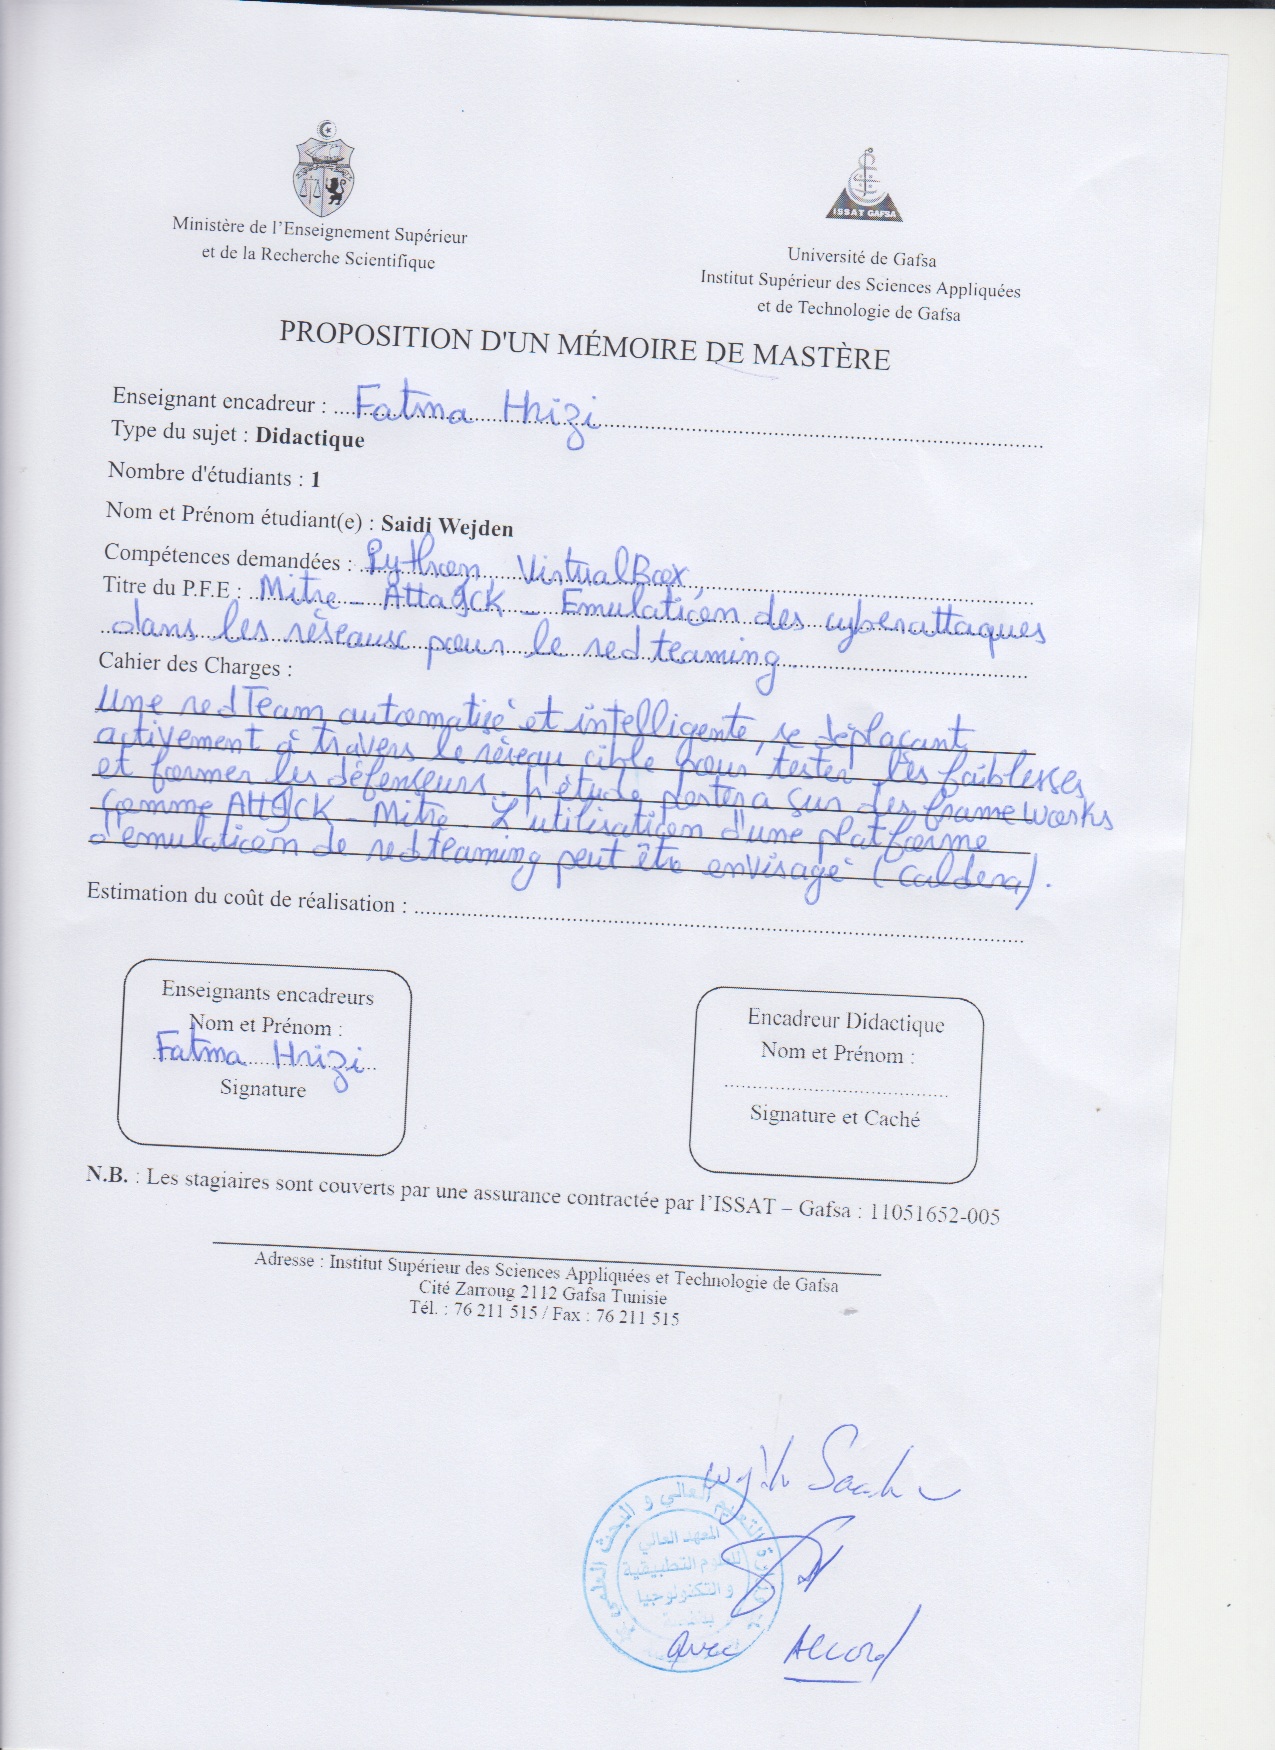 Ministère de l'Enseignement Supérieur
et de la Recherche Scientifique
ISSAT GAFSA
Université de Gafsa
Institut Supérieur des Sciences Appliquées
et de Technologie de Gafsa
PROPOSITION D'UN MÉMOIRE DE MASTÈRE
Enseignant encadreur : Fatma Hrizi
Type du sujet : Didactique
Nombre d'étudiants : 1
Nom et Prénom étudiant(e) : Saidi Wejden
Compétences demandées : Python, VirtualBox,
Titre du P.F.E : Mitre - Att&CK - Emulation des cyberattaques
dans les réseaux pour le red teaming
Cahier des Charges :
Une redTeam automatisé et intelligente, se déplaçant
activement à travers le réseau cible pour tester les faiblesses
et former les défenseurs. L'étude portera sur des frameworks
comme Att&CK - Mitre. L'utilisation d'une platforme
d'emulation de redteaming peut être envisagé (Caldera).
Estimation du coût de réalisation :
Enseignants encadreurs
Nom et Prénom :
Fatma Hrizi
Signature
Encadreur Didactique
Nom et Prénom :
Signature et Caché
N.B. : Les stagiaires sont couverts par une assurance contractée par l'ISSAT – Gafsa : 11051652-005
Adresse : Institut Supérieur des Sciences Appliquées et Technologie de Gafsa
Cité Zarroug 2112 Gafsa Tunisie
Tél. : 76 211 515 / Fax : 76 211 515
وزارة التعليم العالي و البحث العلمي
المعهد العالي
للعلوم التطبيقية
و التكنولوجيا
بقفصة
avec Accord